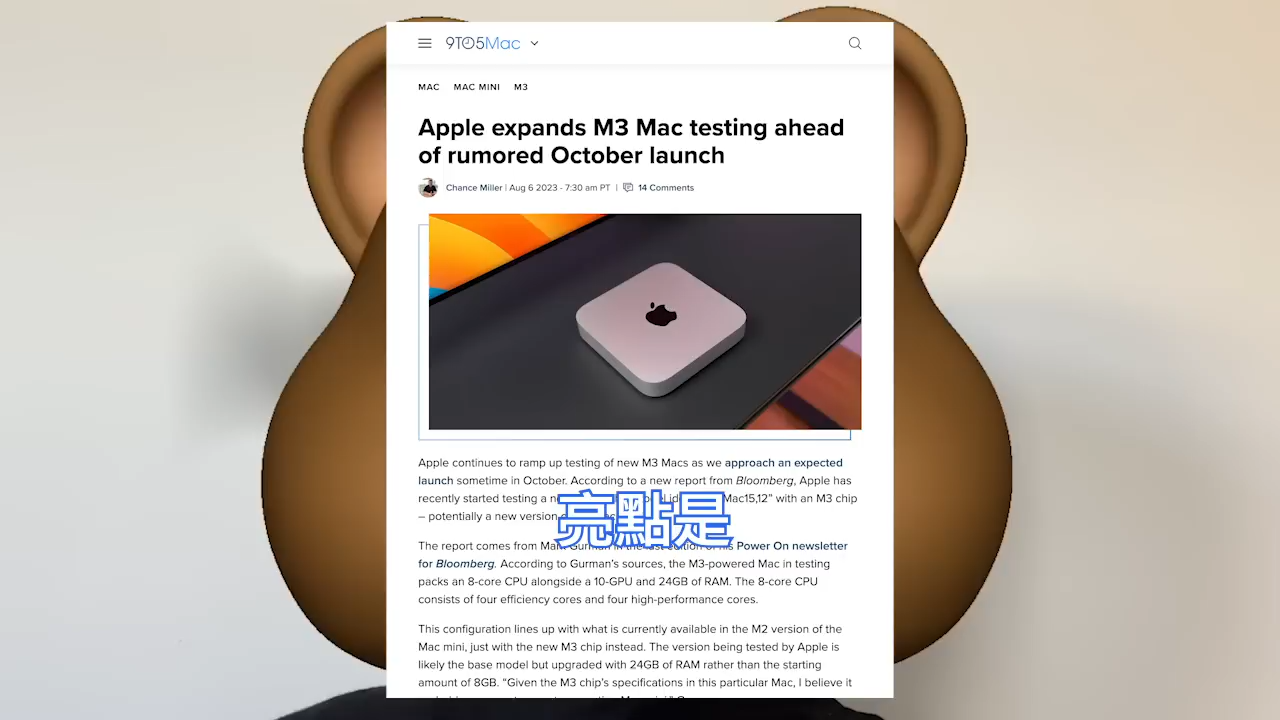 9TO5Mac
MAC MAC MINI M3
Apple expands M3 Mac testing ahead
of rumored October launch
Chance Miller | Aug 6 2023 - 7:30 am PT | 14 Comments
Apple continues to ramp up testing of new M3 Macs as we approach an expected
launch sometime in October. According to a new report from Bloomberg, Apple has
recently started testing a "Mac15,12" with an M3 chip
– potentially a new version
亮點是
The report comes from Mark Gurman in the last edition of his Power On newsletter
for Bloomberg. According to Gurman's sources, the M3-powered Mac in testing
packs an 8-core CPU alongside a 10-GPU and 24GB of RAM. The 8-core CPU
consists of four efficiency cores and four high-performance cores.
This configuration lines up with what is currently available in the M2 version of the
Mac mini, just with the new M3 chip instead. The version being tested by Apple is
likely the base model but upgraded with 24GB of RAM rather than the starting
amount of 8GB. "Given the M3 chip's specifications in this particular Mac, I believe it